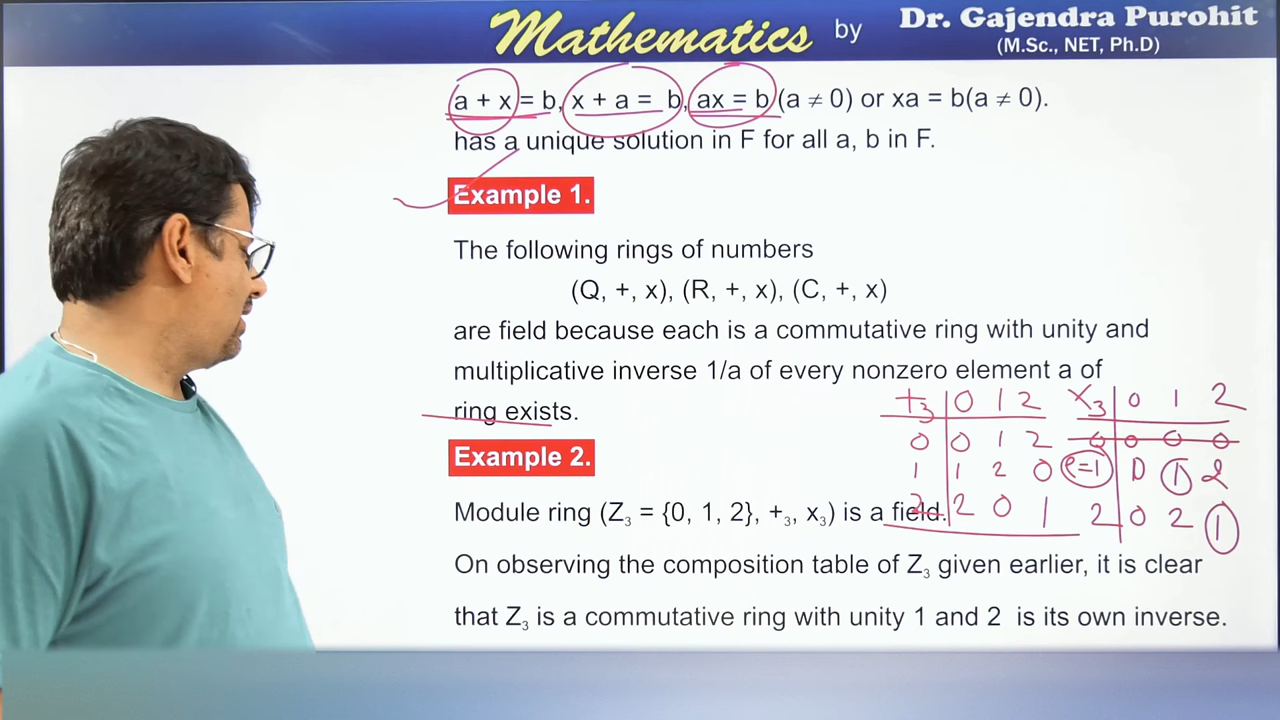 Mathematics by Dr. Gajendra Purohit
(M.Sc., NET, Ph.D)
a + x = b, x + a = b, ax = b (a ≠ 0) or xa = b(a ≠ 0).
has a unique solution in F for all a, b in F.
Example 1.
The following rings of numbers
(Q, +, x), (R, +, x), (C, +, x)
are field because each is a commutative ring with unity and
multiplicative inverse 1/a of every nonzero element a of
ring exists.
+₃ 0 1 2
0 0 1 2
1 1 2 0
2 2 0 1
×₃ 0 1 2
0 0 0 0
e=1 0 1 2
2 0 2 1
Example 2.
Module ring (Z₃ = {0, 1, 2}, +₃, x₃) is a field.
On observing the composition table of Z₃ given earlier, it is clear
that Z₃ is a commutative ring with unity 1 and 2 is its own inverse.